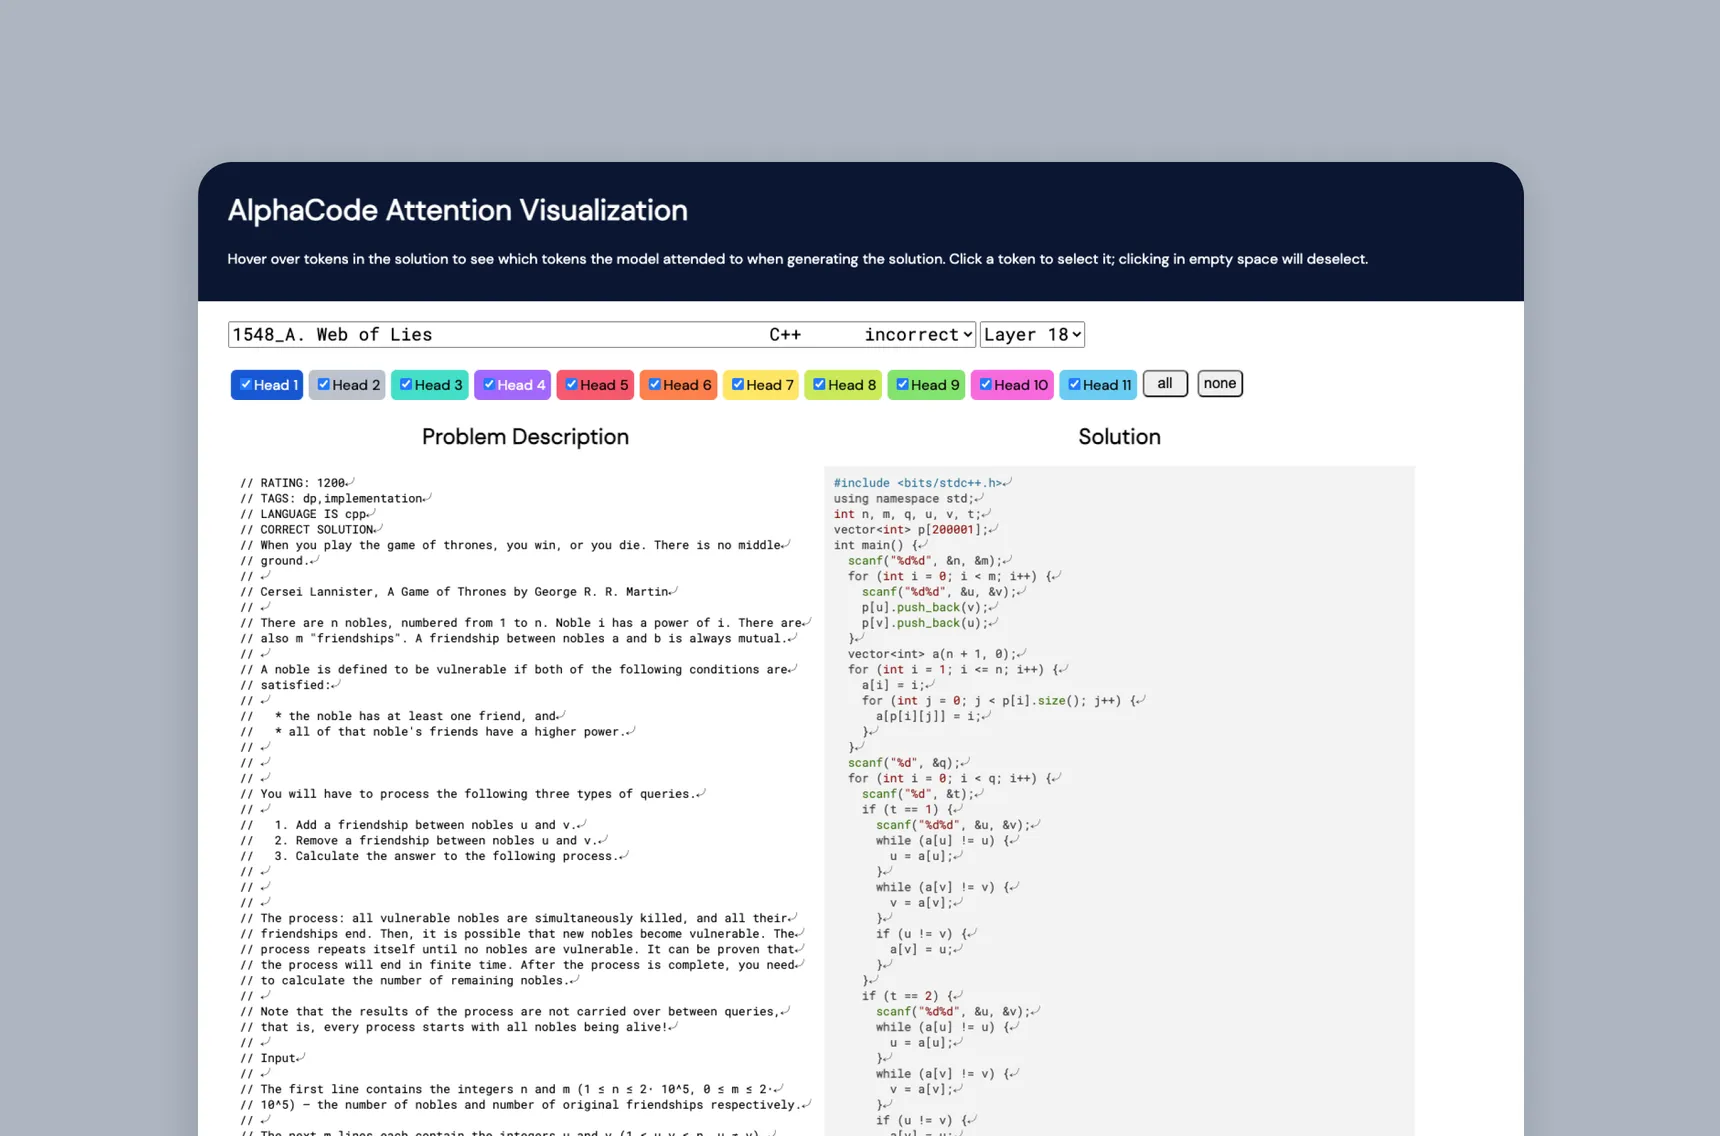 AlphaCode Attention Visualization
Hover over tokens in the solution to see which tokens the model attended to when generating the solution. Click a token to select it; clicking in empty space will deselect.
1548_A. Web of Lies C++ incorrect Layer 18
Head 1 Head 2 Head 3 Head 4 Head 5 Head 6 Head 7 Head 8 Head 9 Head 10 Head 11 all none
Problem Description
// RATING: 1200↵
// TAGS: dp,implementation↵
// LANGUAGE IS cpp↵
// CORRECT SOLUTION↵
// When you play the game of thrones, you win, or you die. There is no middle↵
// ground.↵
// ↵
// Cersei Lannister, A Game of Thrones by George R. R. Martin↵
// ↵
// There are n nobles, numbered from 1 to n. Noble i has a power of i. There are↵
// also m "friendships". A friendship between nobles a and b is always mutual.↵
// ↵
// A noble is defined to be vulnerable if both of the following conditions are↵
// satisfied:↵
// ↵
//   * the noble has at least one friend, and↵
//   * all of that noble's friends have a higher power.↵
// ↵
// ↵
// ↵
// You will have to process the following three types of queries.↵
// ↵
//   1. Add a friendship between nobles u and v.↵
//   2. Remove a friendship between nobles u and v.↵
//   3. Calculate the answer to the following process.↵
// ↵
// ↵
// ↵
// The process: all vulnerable nobles are simultaneously killed, and all their↵
// friendships end. Then, it is possible that new nobles become vulnerable. The↵
// process repeats itself until no nobles are vulnerable. It can be proven that↵
// the process will end in finite time. After the process is complete, you need↵
// to calculate the number of remaining nobles.↵
// ↵
// Note that the results of the process are not carried over between queries,↵
// that is, every process starts with all nobles being alive!↵
// ↵
// Input↵
// ↵
// The first line contains the integers n and m (1 ≤ n ≤ 2⋅ 10^5, 0 ≤ m ≤ 2⋅↵
// 10^5) — the number of nobles and number of original friendships respectively.↵
// ↵
// The next m lines each contain the integers u and v (1 ≤ u,v ≤ n, u ≠ v),↵
Solution
#include <bits/stdc++.h>↵
using namespace std;↵
int n, m, q, u, v, t;↵
vector<int> p[200001];↵
int main() {↵
  scanf("%d%d", &n, &m);↵
  for (int i = 0; i < m; i++) {↵
    scanf("%d%d", &u, &v);↵
    p[u].push_back(v);↵
    p[v].push_back(u);↵
  }↵
  vector<int> a(n + 1, 0);↵
  for (int i = 1; i <= n; i++) {↵
    a[i] = i;↵
    for (int j = 0; j < p[i].size(); j++) {↵
      a[p[i][j]] = i;↵
    }↵
  }↵
  scanf("%d", &q);↵
  for (int i = 0; i < q; i++) {↵
    scanf("%d", &t);↵
    if (t == 1) {↵
      scanf("%d%d", &u, &v);↵
      while (a[u] != u) {↵
        u = a[u];↵
      }↵
      while (a[v] != v) {↵
        v = a[v];↵
      }↵
      if (u != v) {↵
        a[v] = u;↵
      }↵
    }↵
    if (t == 2) {↵
      scanf("%d%d", &u, &v);↵
      while (a[u] != u) {↵
        u = a[u];↵
      }↵
      while (a[v] != v) {↵
        v = a[v];↵
      }↵
      if (u != v) {↵
        a[v] = u;↵